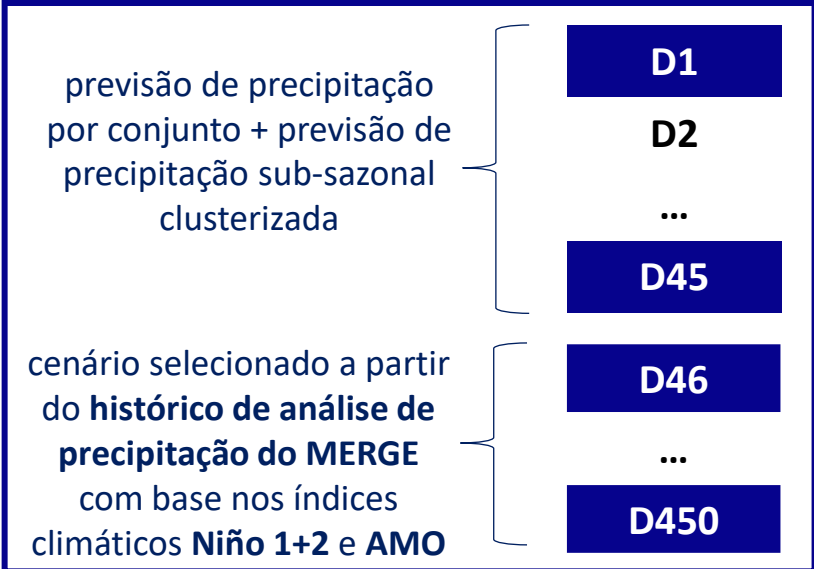 previsão de precipitação
por conjunto + previsão de
precipitação sub-sazonal
clusterizada
D1
D2
...
D45
cenário selecionado a partir
do histórico de análise de
precipitação do MERGE
com base nos índices
climáticos Niño 1+2 e AMO
D46
...
D450